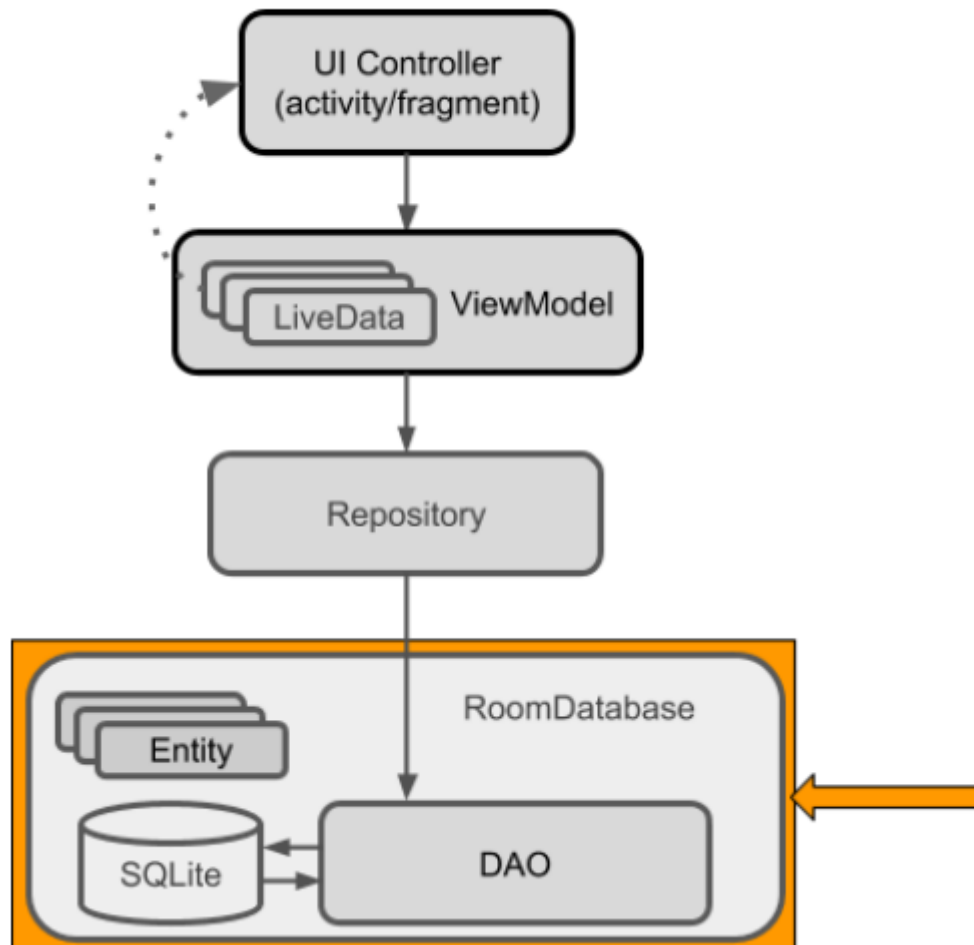 UI Controller
(activity/fragment)
LiveData
ViewModel
Repository
RoomDatabase
Entity
SQLite
DAO